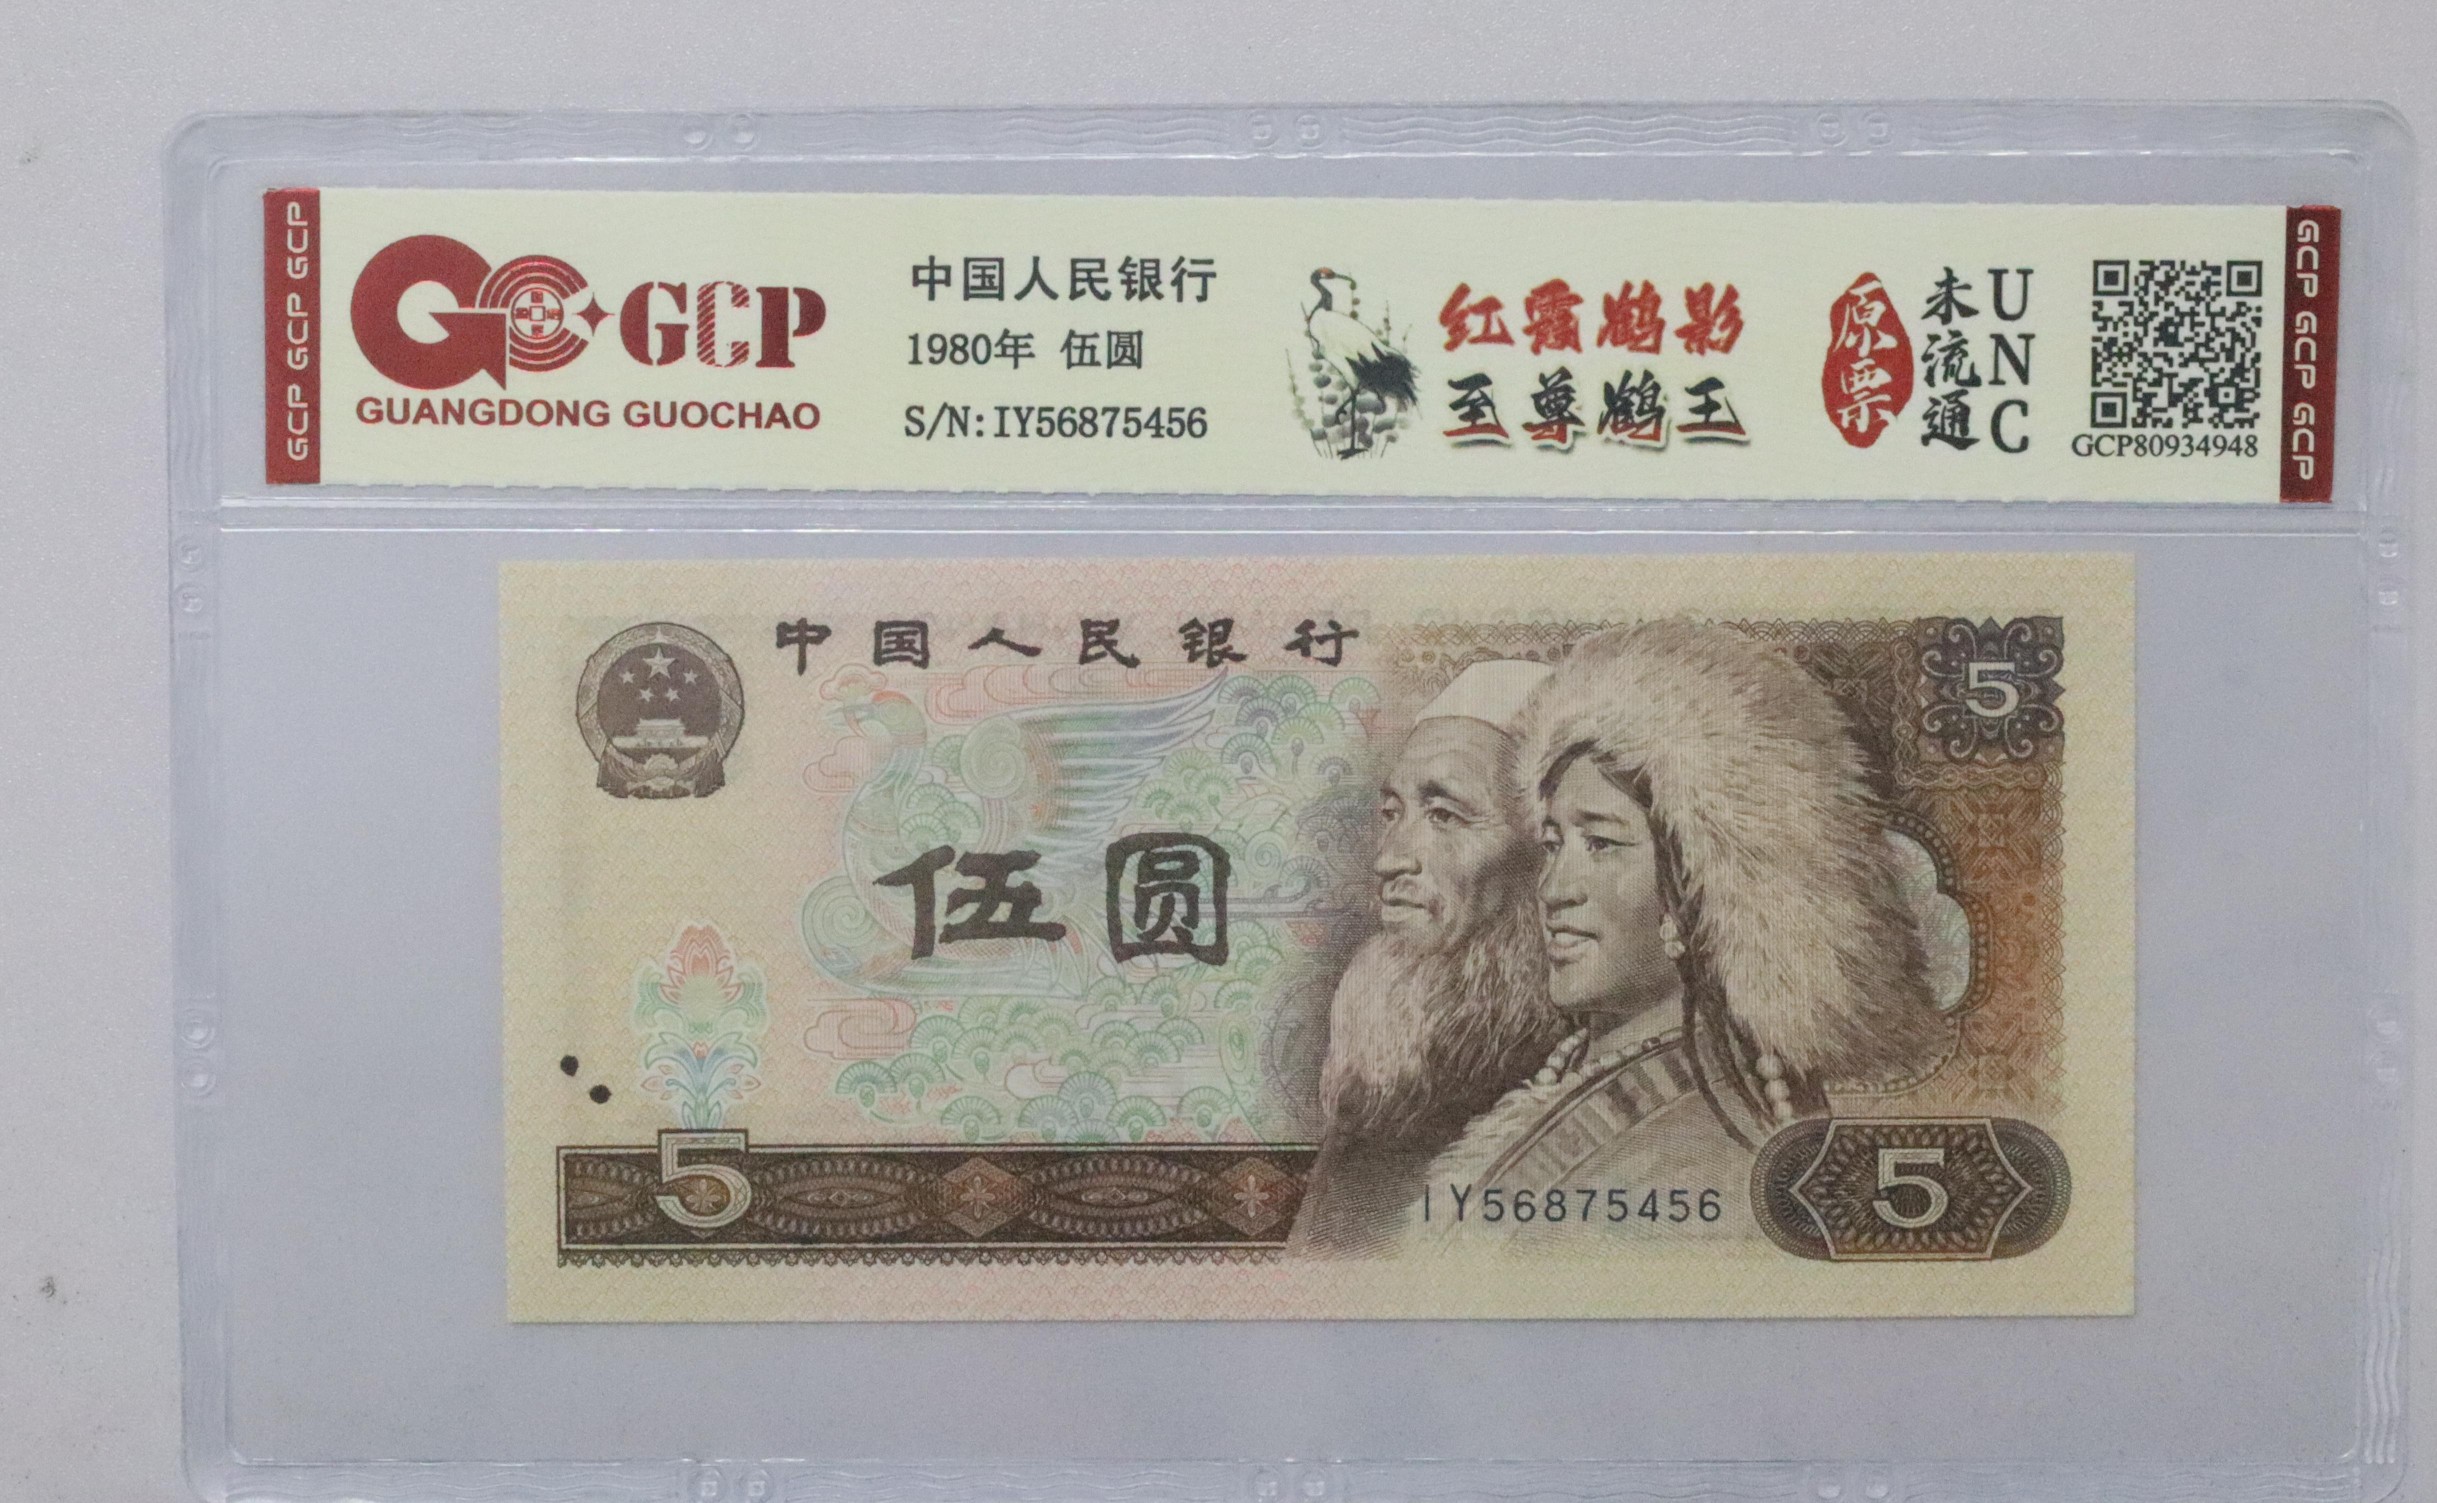 GCP GCP GCP
GCP
GUANGDONG GUOCHAO
中国人民银行
1980年 伍圆
S/N:IY56875456
红霞鹤影
至尊鹤王
原票
未流通
UNC
GCP80934948
GCP GCP GCP
中国人民银行
5
伍圆
5
IY56875456
5